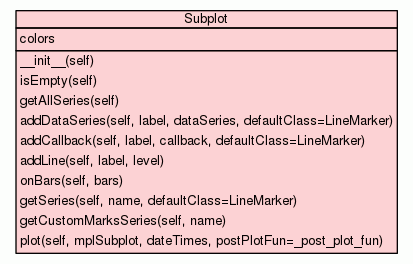 Subplot
colors
__init__(self)
isEmpty(self)
getAllSeries(self)
addDataSeries(self, label, dataSeries, defaultClass=LineMarker)
addCallback(self, label, callback, defaultClass=LineMarker)
addLine(self, label, level)
onBars(self, bars)
getSeries(self, name, defaultClass=LineMarker)
getCustomMarksSeries(self, name)
plot(self, mplSubplot, dateTimes, postPlotFun=_post_plot_fun)